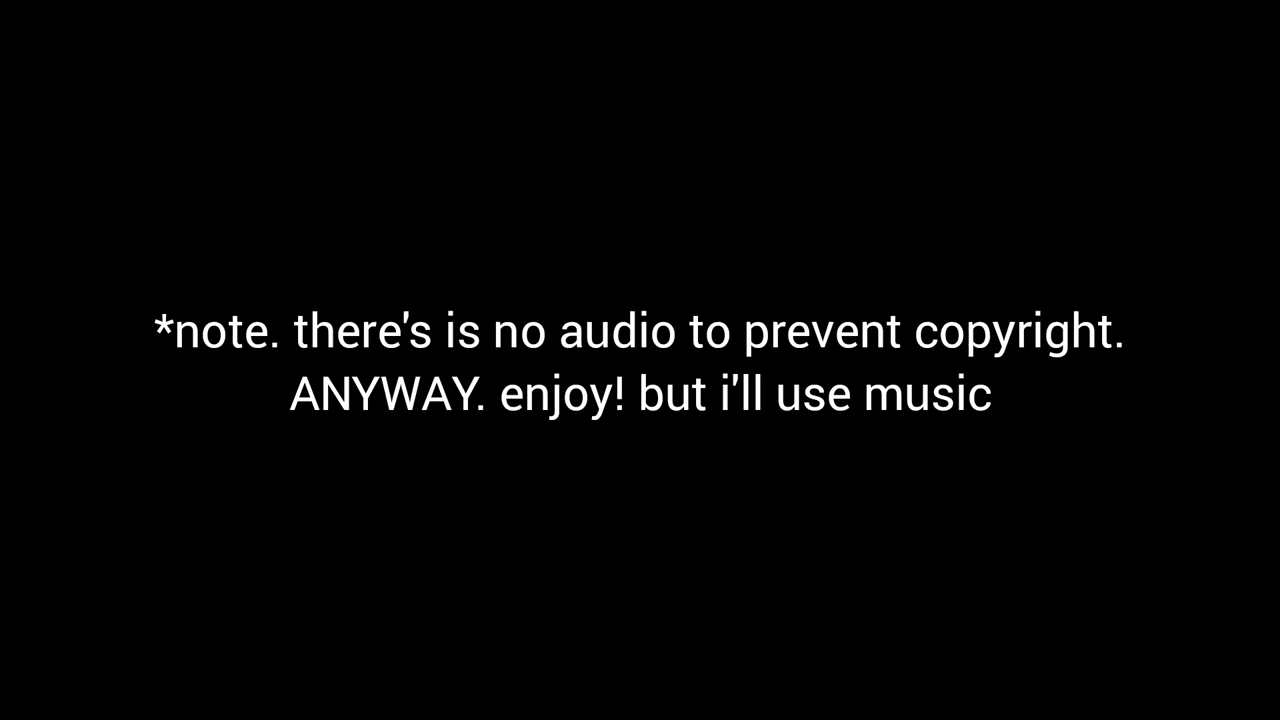 *note. there's is no audio to prevent copyright.
ANYWAY. enjoy! but i'll use music